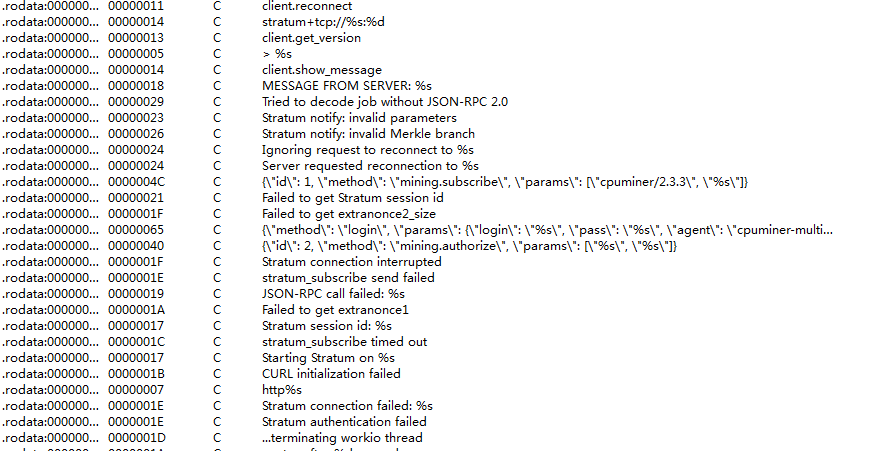 .rodata:000000... 00000011 C client.reconnect
.rodata:000000... 00000014 C stratum+tcp://%s:%d
.rodata:000000... 00000013 C client.get_version
.rodata:000000... 00000005 C > %s
.rodata:000000... 00000014 C client.show_message
.rodata:000000... 00000018 C MESSAGE FROM SERVER: %s
.rodata:000000... 00000029 C Tried to decode job without JSON-RPC 2.0
.rodata:000000... 00000023 C Stratum notify: invalid parameters
.rodata:000000... 00000026 C Stratum notify: invalid Merkle branch
.rodata:000000... 00000024 C Ignoring request to reconnect to %s
.rodata:000000... 00000024 C Server requested reconnection to %s
.rodata:000000... 0000004C C {\"id\": 1, \"method\": \"mining.subscribe\", \"params\": [\"cpuminer/2.3.3\", \"%s\"]}
.rodata:000000... 00000021 C Failed to get Stratum session id
.rodata:000000... 0000001F C Failed to get extranonce2_size
.rodata:000000... 00000065 C {\"method\": \"login\", \"params\": {\"login\": \"%s\", \"pass\": \"%s\", \"agent\": \"cpuminer-multi...
.rodata:000000... 00000040 C {\"id\": 2, \"method\": \"mining.authorize\", \"params\": [\"%s\", \"%s\"]}
.rodata:000000... 0000001F C Stratum connection interrupted
.rodata:000000... 0000001E C stratum_subscribe send failed
.rodata:000000... 00000019 C JSON-RPC call failed: %s
.rodata:000000... 0000001A C Failed to get extranonce1
.rodata:000000... 00000017 C Stratum session id: %s
.rodata:000000... 0000001C C stratum_subscribe timed out
.rodata:000000... 00000017 C Starting Stratum on %s
.rodata:000000... 0000001B C CURL initialization failed
.rodata:000000... 00000007 C http%s
.rodata:000000... 0000001E C Stratum connection failed: %s
.rodata:000000... 0000001E C Stratum authentication failed
.rodata:000000... 0000001D C ...terminating workio thread